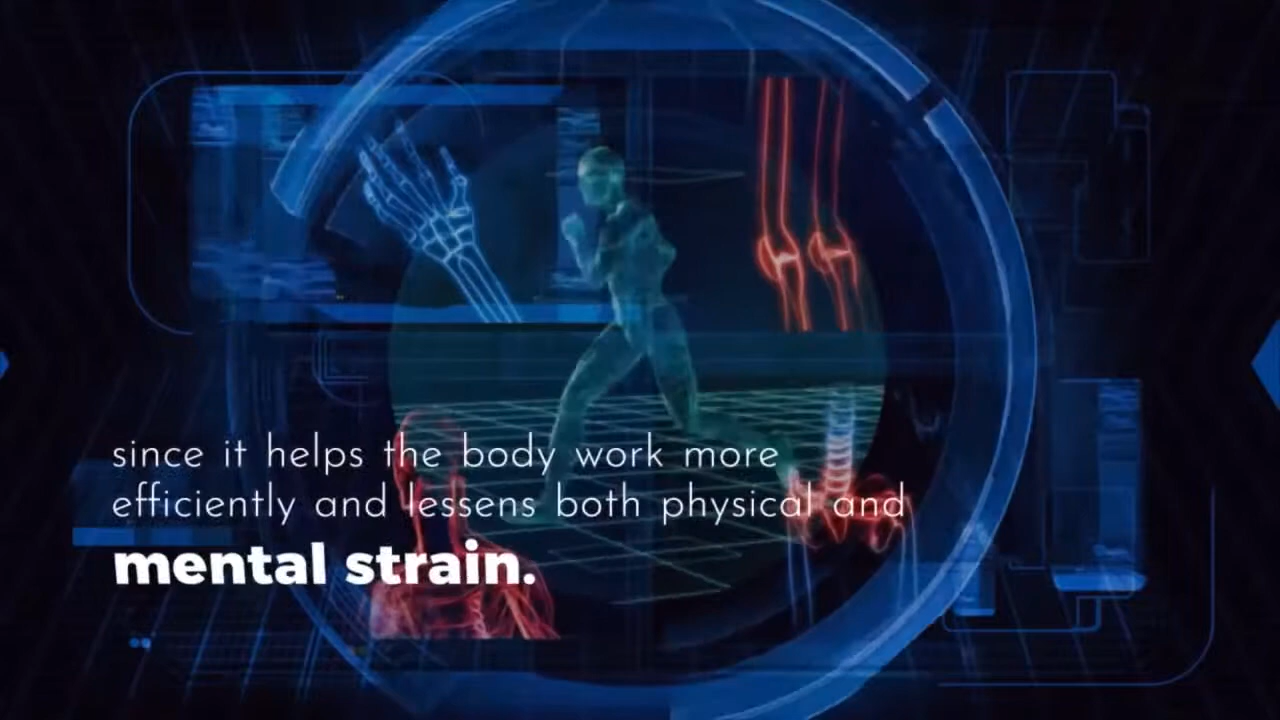 since it helps the body work more
efficiently and lessens both physical and
mental strain.